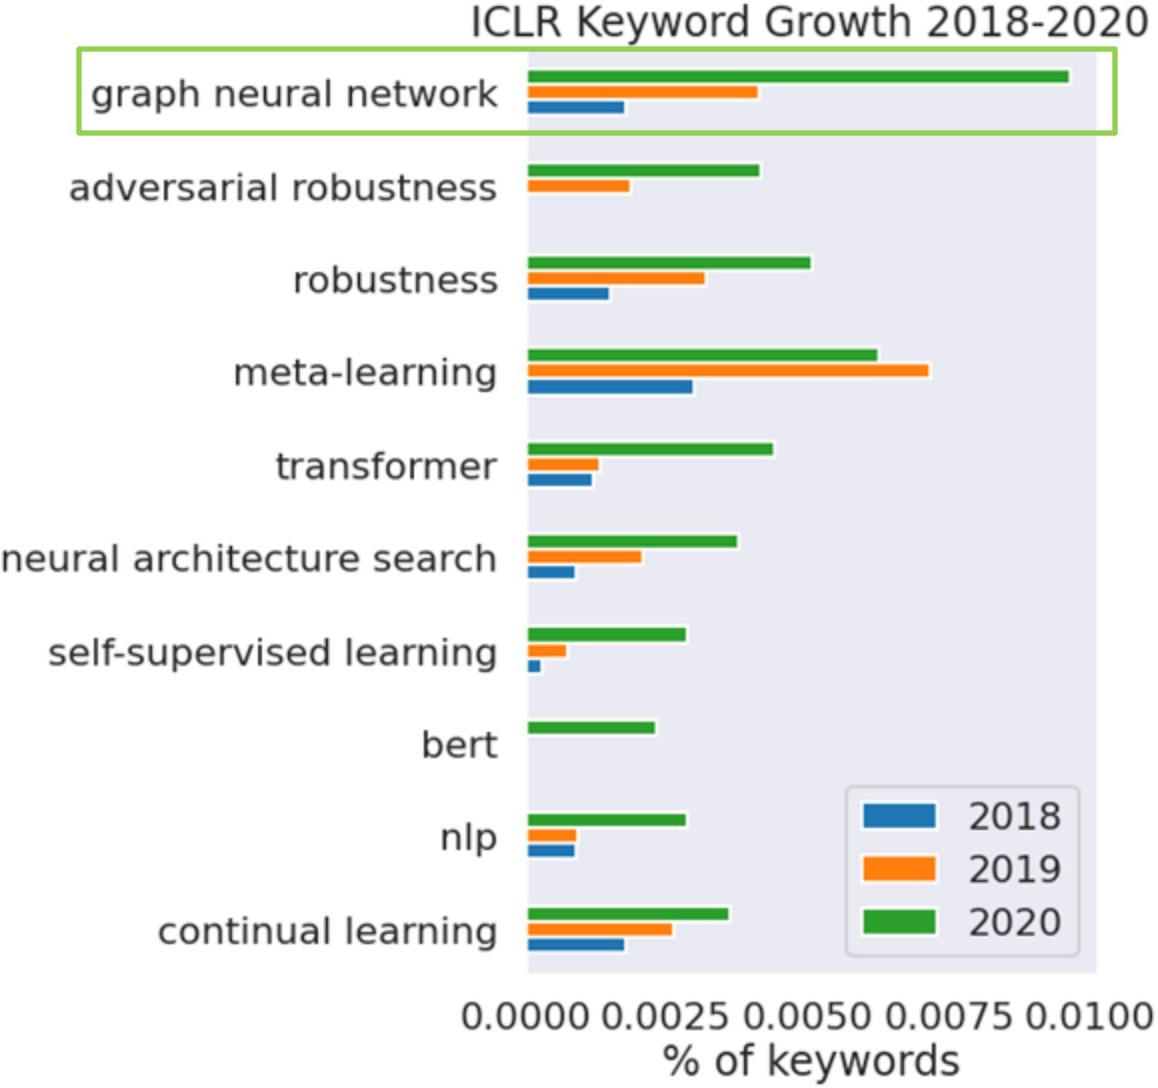 ICLR Keyword Growth 2018-2020
graph neural network
adversarial robustness
robustness
meta-learning
transformer
neural architecture search
self-supervised learning
bert
nlp
continual learning
2018
2019
2020
0.0000 0.0025 0.0050 0.0075 0.0100
% of keywords